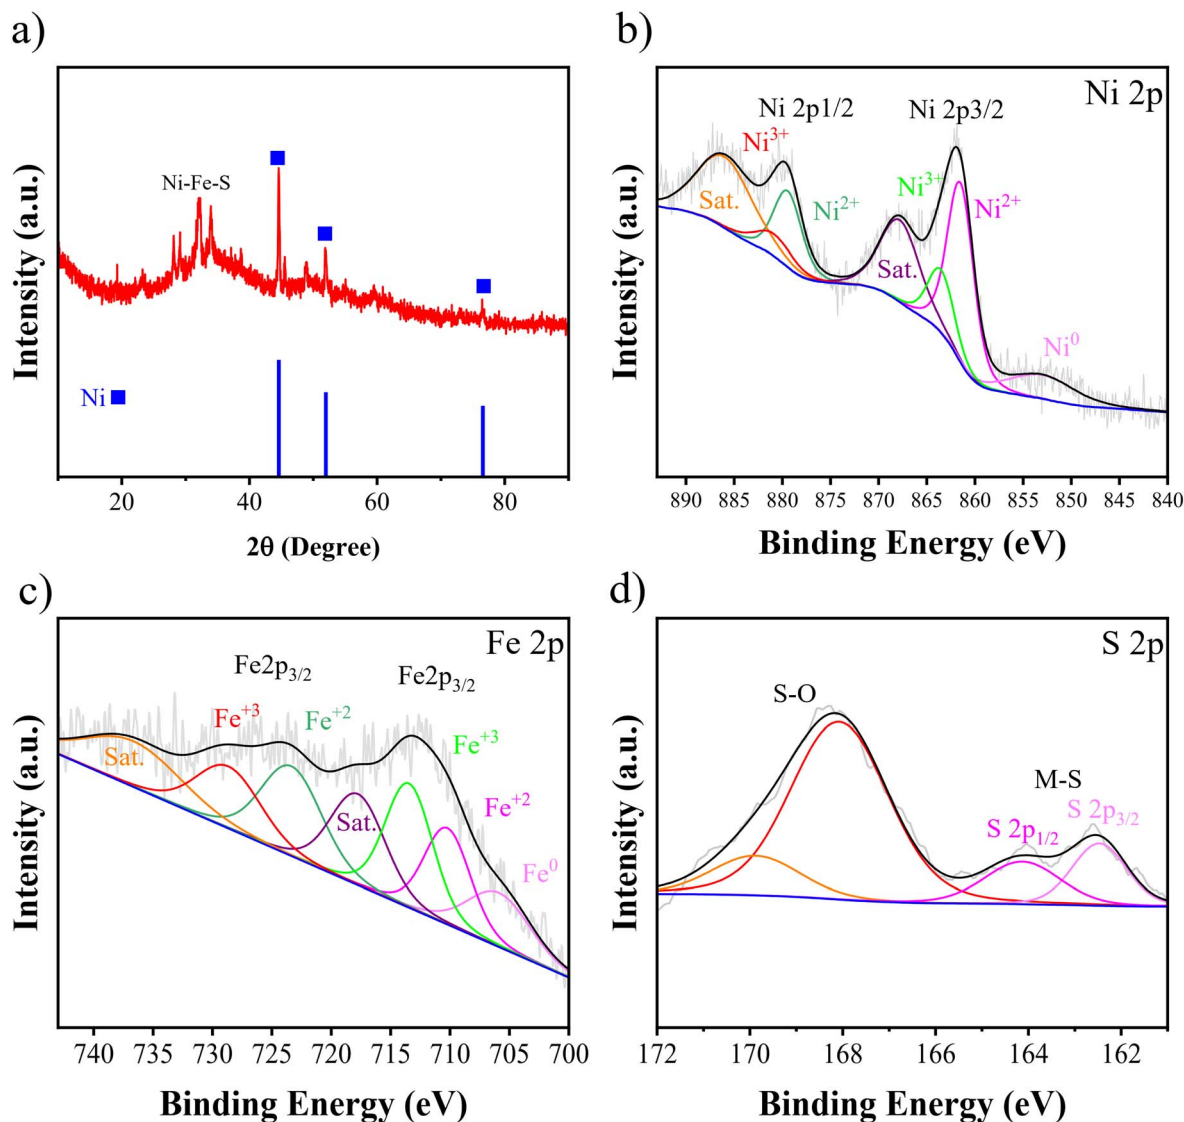 a)
Intensity (a.u.)
Ni-Fe-S
Ni
20 40 60 80
2θ (Degree)
b)
Ni 2p
Intensity (a.u.)
Ni 2p1/2 Ni 2p3/2
Ni³⁺
Ni³⁺
Sat. Ni²⁺ Ni²⁺
Sat.
Ni⁰
890 885 880 875 870 865 860 855 850 845 840
Binding Energy (eV)
c)
Fe 2p
Intensity (a.u.)
Fe2p₃/₂ Fe2p₃/₂
Fe⁺³ Fe⁺² Fe⁺³
Sat.
Fe⁺²
Sat.
Fe⁰
740 735 730 725 720 715 710 705 700
Binding Energy (eV)
d)
S 2p
Intensity (a.u.)
S-O
M-S
S 2p₁/₂ S 2p₃/₂
172 170 168 166 164 162
Binding Energy (eV)